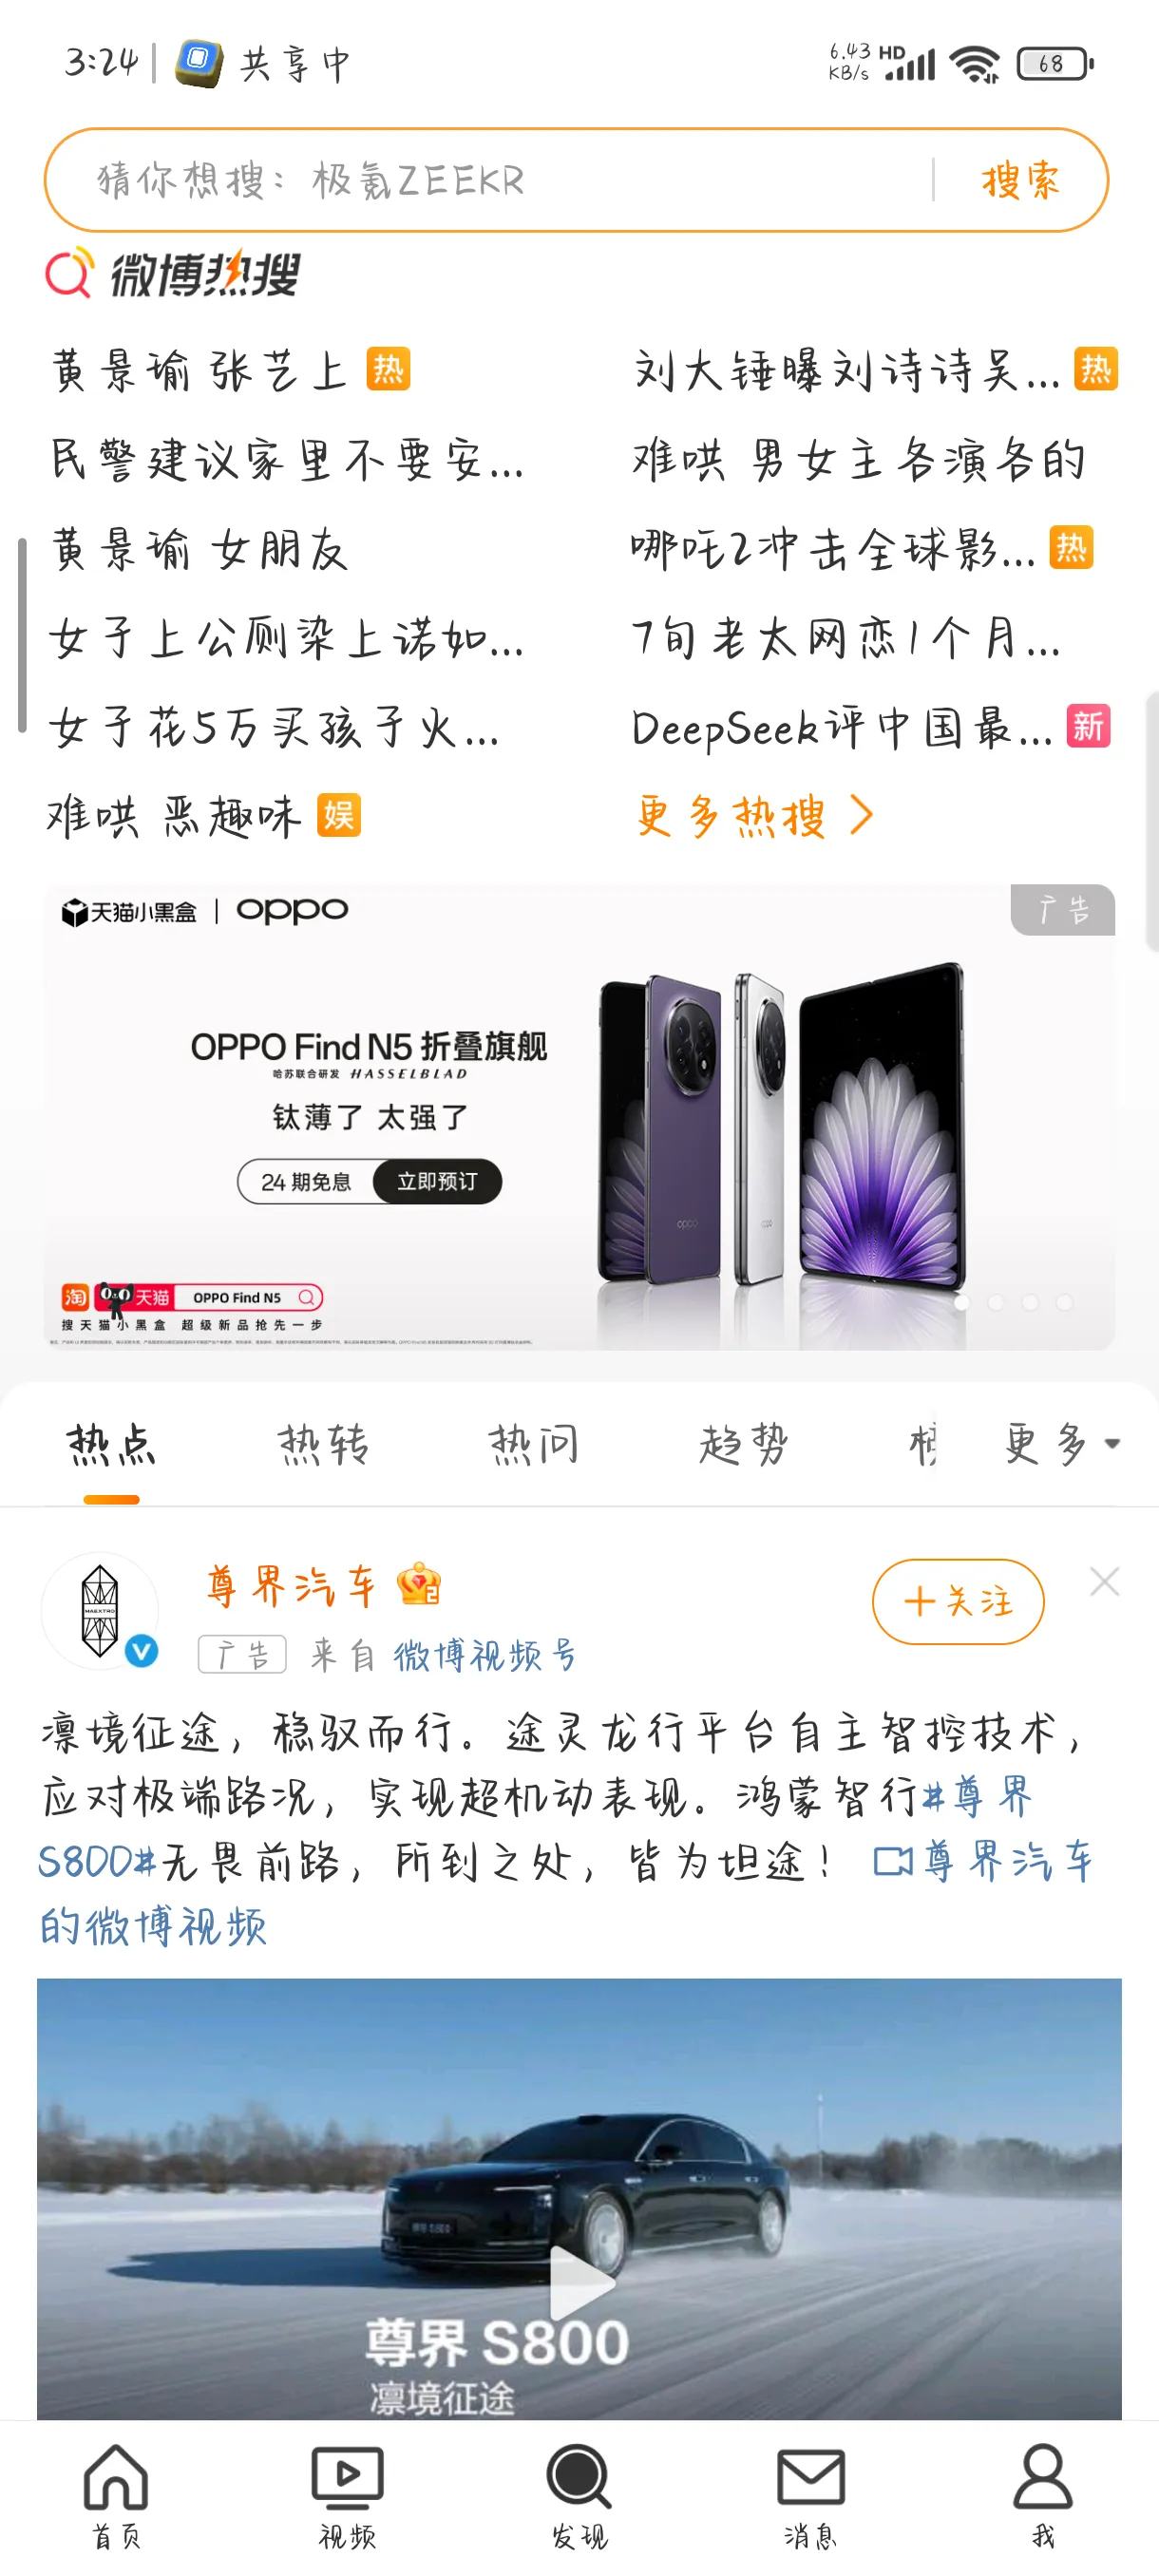 3:24 共享中 6.43 KB/s HD 68
猜你想搜：极氪ZEEKR 搜索
微博热搜
黄景瑜 张艺上 热
刘大锤曝刘诗诗吴... 热
民警建议家里不要安...
难哄 男女主各演各的
黄景瑜 女朋友
哪吒2冲击全球影... 热
女子上公厕染上诺如...
7旬老太网恋1个月...
女子花5万买孩子火...
DeepSeek评中国最... 新
难哄 恶趣味 娱
更多热搜
天猫小黑盒 | oppo 广告
OPPO Find N5 折叠旗舰
哈苏联合研发 HASSELBLAD
钛薄了 太强了
24 期免息 立即预订
oppo
淘 天猫 OPPO Find N5
搜天猫小黑盒 超级新品抢先一步
热点 热转 热问 趋势 更多
尊界汽车 2 +关注
MAEXTRO V
广告 来自 微博视频号
凛境征途，稳驭而行。途灵龙行平台自主智控技术，
应对极端路况，实现超机动表现。鸿蒙智行#尊界
S800#无畏前路，所到之处，皆为坦途！ 尊界汽车
的微博视频
尊界 S800
凛境征途
首页 视频 发现 消息 我